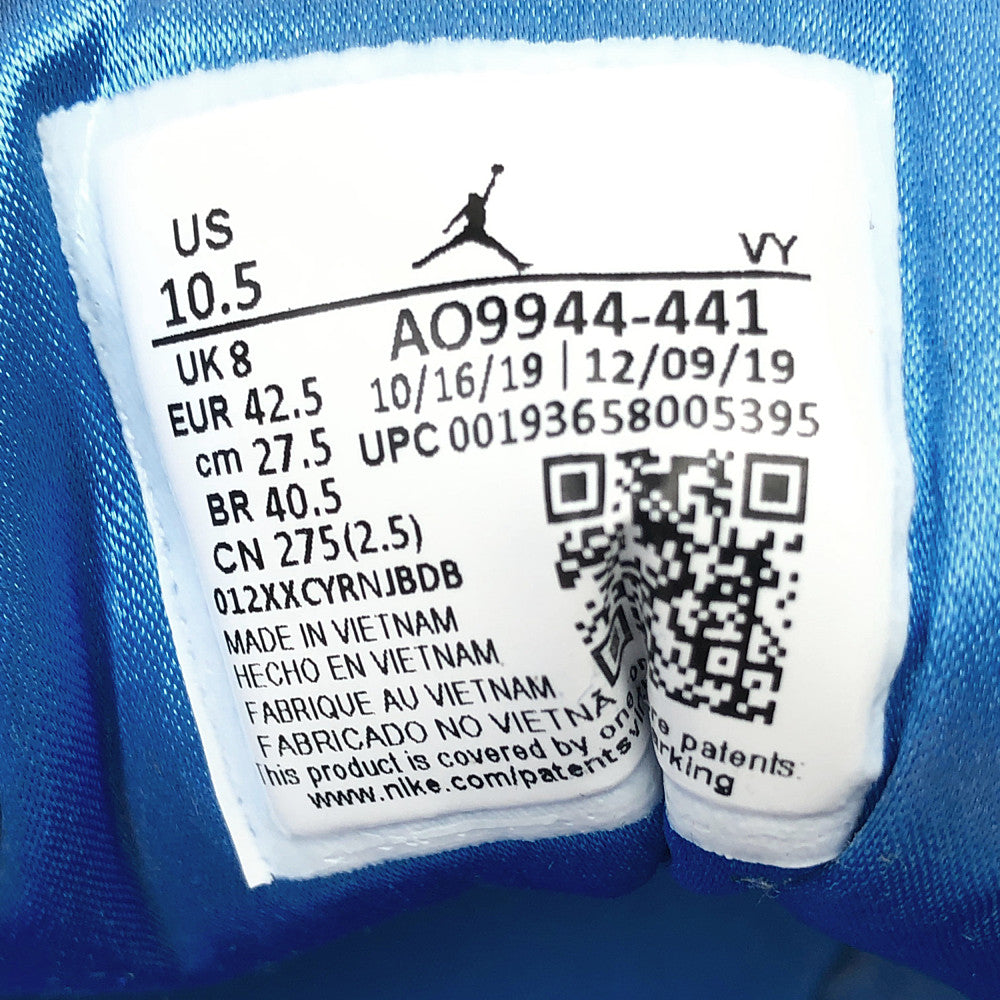 US
10.5
VY
AO9944-441
UK 8
10/16/19 | 12/09/19
EUR 42.5
UPC 00193658005395
cm 27.5
BR 40.5
CN 275(2.5)
012XXCYRNJBDB
MADE IN VIETNAM
HECHO EN VIETNAM
FABRIQUE AU VIETNAM
FABRICADO NO VIETNÃ
This product is covered by one or patents:
www.nike.com/patents